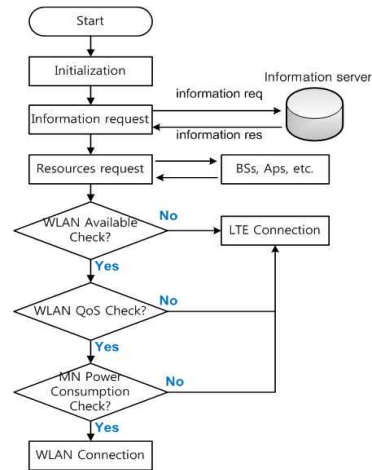 Start
Initialization
Information server
information req
Information request
information res
Resources request
BSs, Aps, etc.
No
WLAN Available
Check?
LTE Connection
Yes
No
WLAN QoS Check?
Yes
MN Power
Consumption
Check?
No
Yes
WLAN Connection